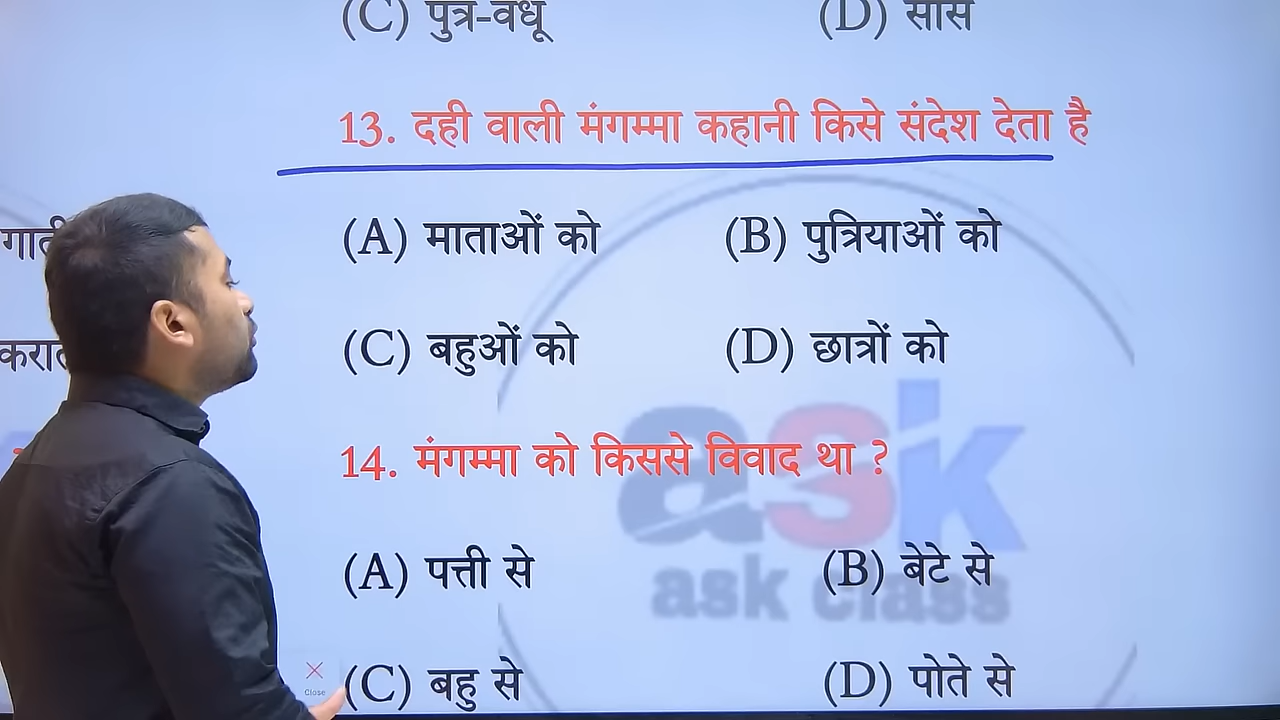 (C) पुत्र-वधू (D) सास
13. दही वाली मंगम्मा कहानी किसे संदेश देता है
(A) माताओं को (B) पुत्रियाओं को
(C) बहुओं को (D) छात्रों को
14. मंगम्मा को किससे विवाद था ?
ask
(A) पत्ती से (B) बेटे से
ask class
Close
(C) बहु से (D) पोते से